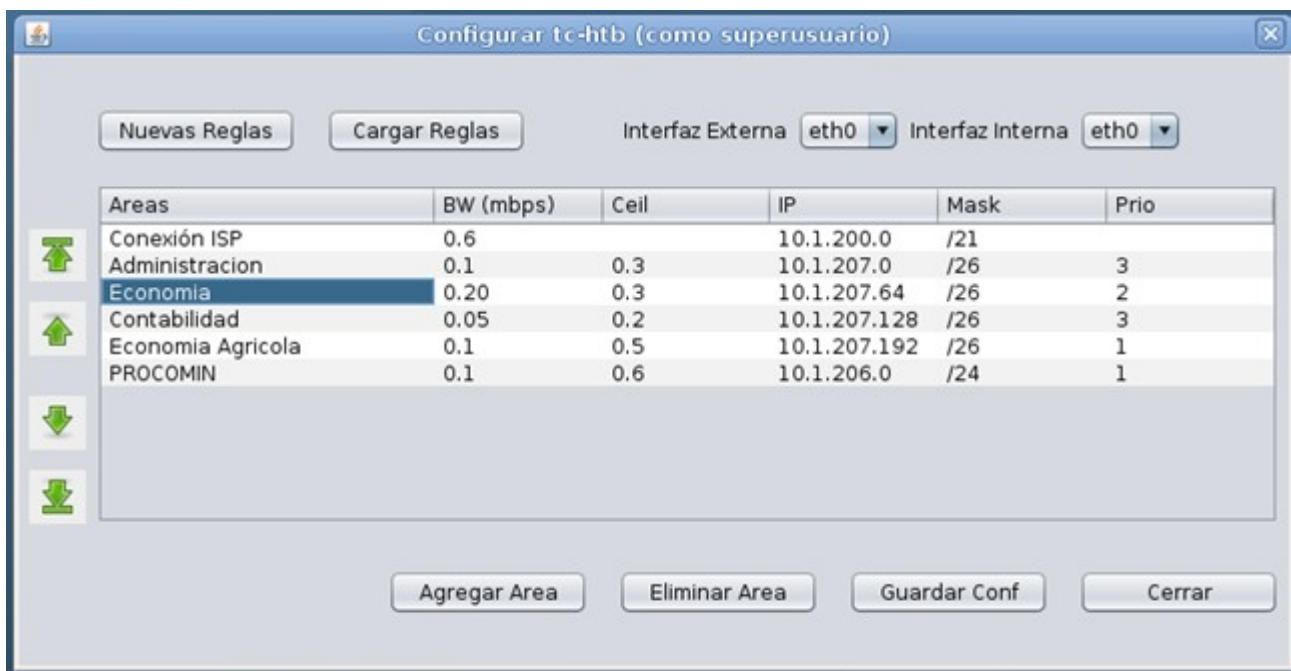 Configurar tc-htb (como superusuario)
Nuevas Reglas Cargar Reglas Interfaz Externa eth0 Interfaz Interna eth0
Areas BW (mbps) Ceil IP Mask Prio
Conexión ISP 0.6 10.1.200.0 /21
Administracion 0.1 0.3 10.1.207.0 /26 3
Economia 0.20 0.3 10.1.207.64 /26 2
Contabilidad 0.05 0.2 10.1.207.128 /26 3
Economia Agricola 0.1 0.5 10.1.207.192 /26 1
PROCOMIN 0.1 0.6 10.1.206.0 /24 1
Agregar Area Eliminar Area Guardar Conf Cerrar